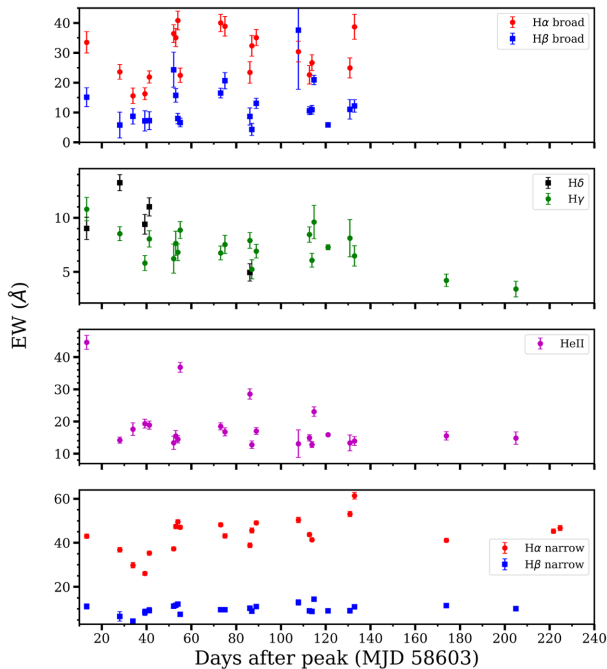 40
30
20
10
0
Hα broad
Hβ broad
10
5
Hδ
Hγ
40
30
20
10
HeII
60
40
20
Hα narrow
Hβ narrow
20 40 60 80 100 120 140 160 180 200 220 240
Days after peak (MJD 58603)
EW (Å)